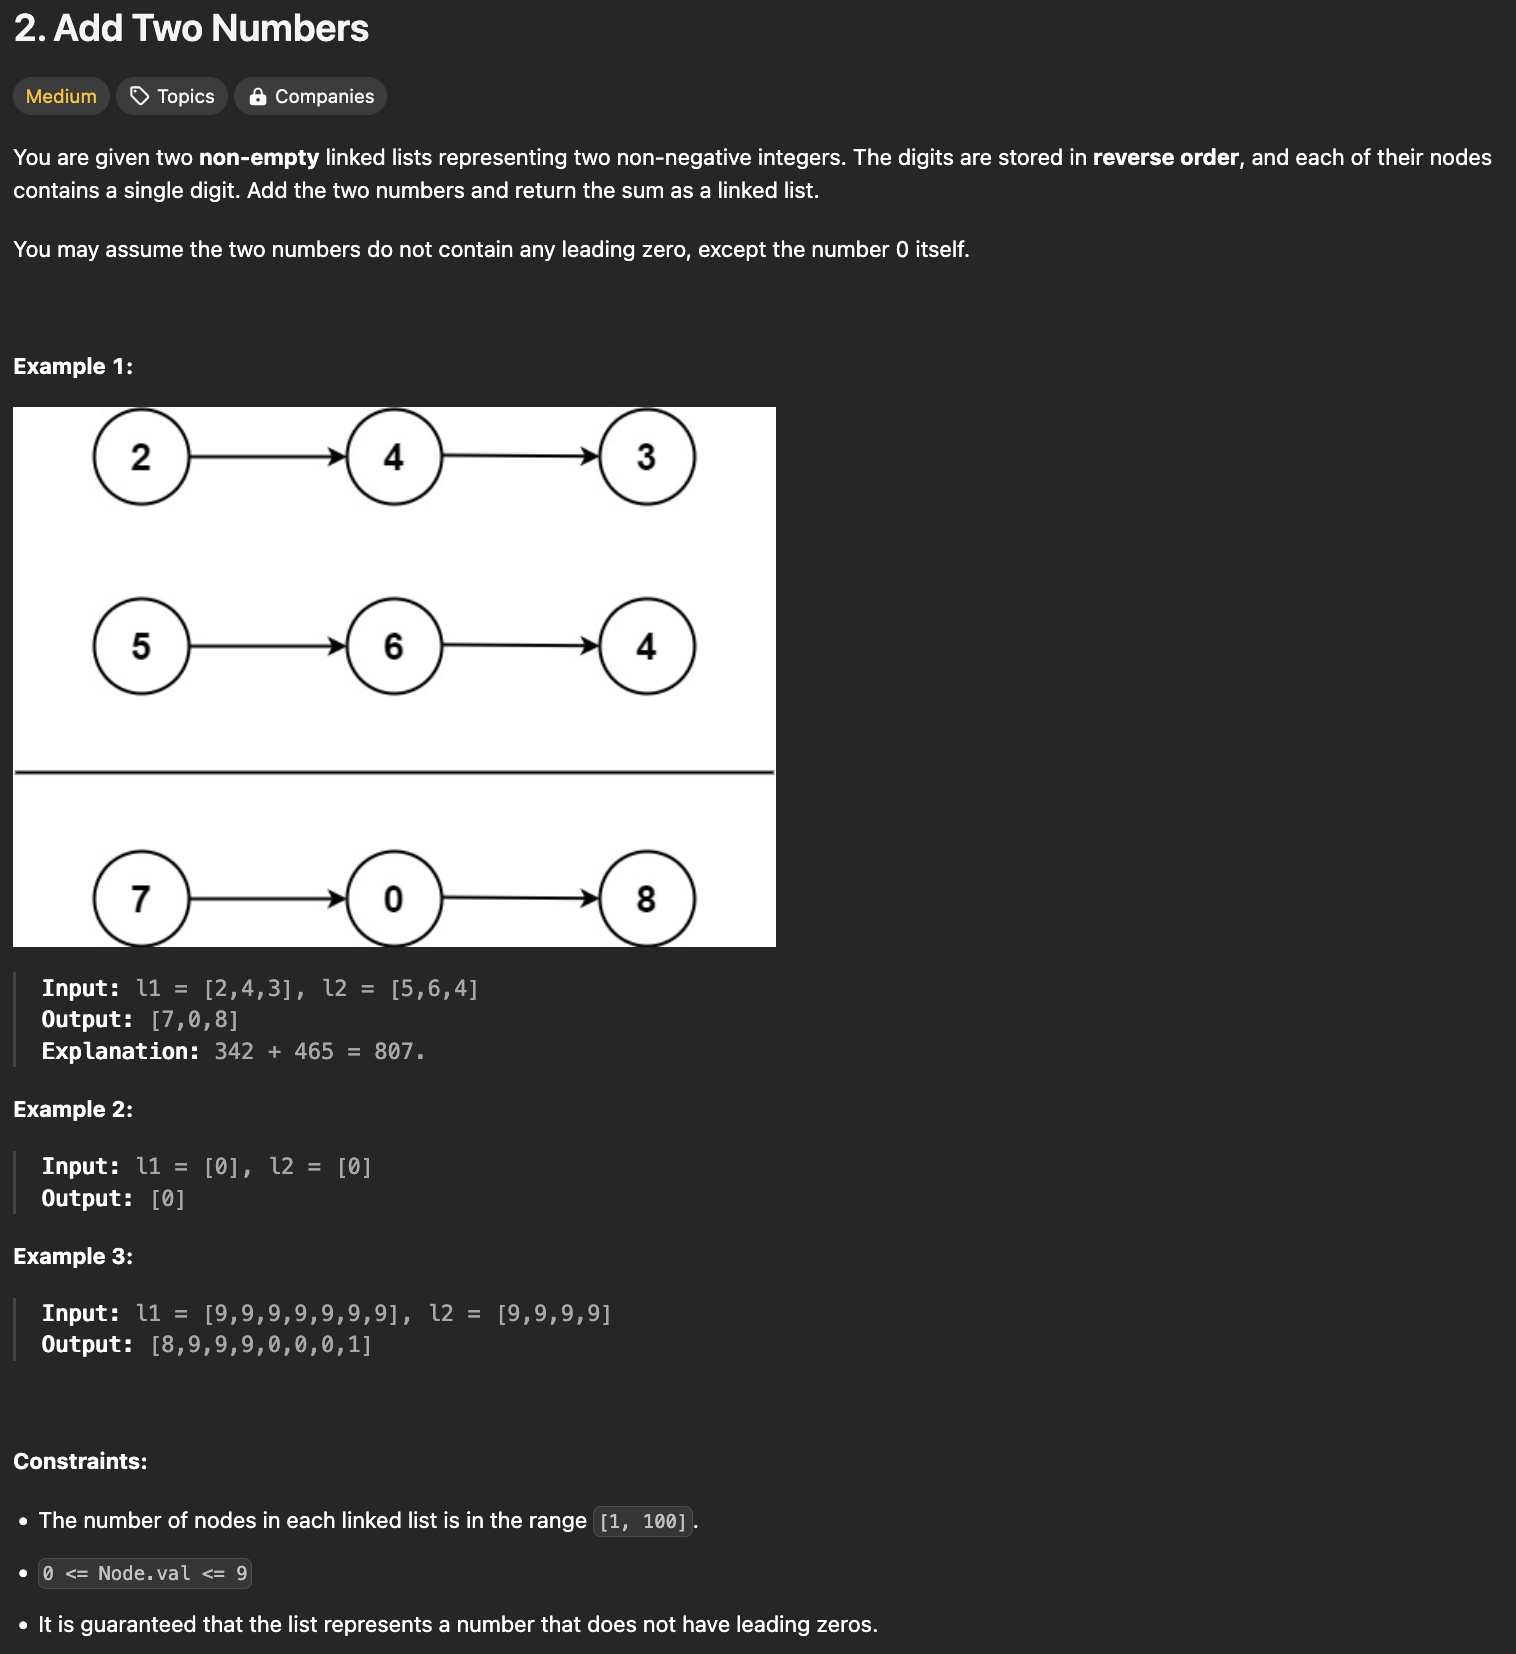 2. Add Two Numbers
Medium Topics Companies
You are given two non-empty linked lists representing two non-negative integers. The digits are stored in reverse order, and each of their nodes
contains a single digit. Add the two numbers and return the sum as a linked list.
You may assume the two numbers do not contain any leading zero, except the number 0 itself.
Example 1:
2 4 3
5 6 4
7 0 8
Input: l1 = [2,4,3], l2 = [5,6,4]
Output: [7,0,8]
Explanation: 342 + 465 = 807.
Example 2:
Input: l1 = [0], l2 = [0]
Output: [0]
Example 3:
Input: l1 = [9,9,9,9,9,9,9], l2 = [9,9,9,9]
Output: [8,9,9,9,0,0,0,1]
Constraints:
• The number of nodes in each linked list is in the range [1, 100].
• 0 <= Node.val <= 9
• It is guaranteed that the list represents a number that does not have leading zeros.